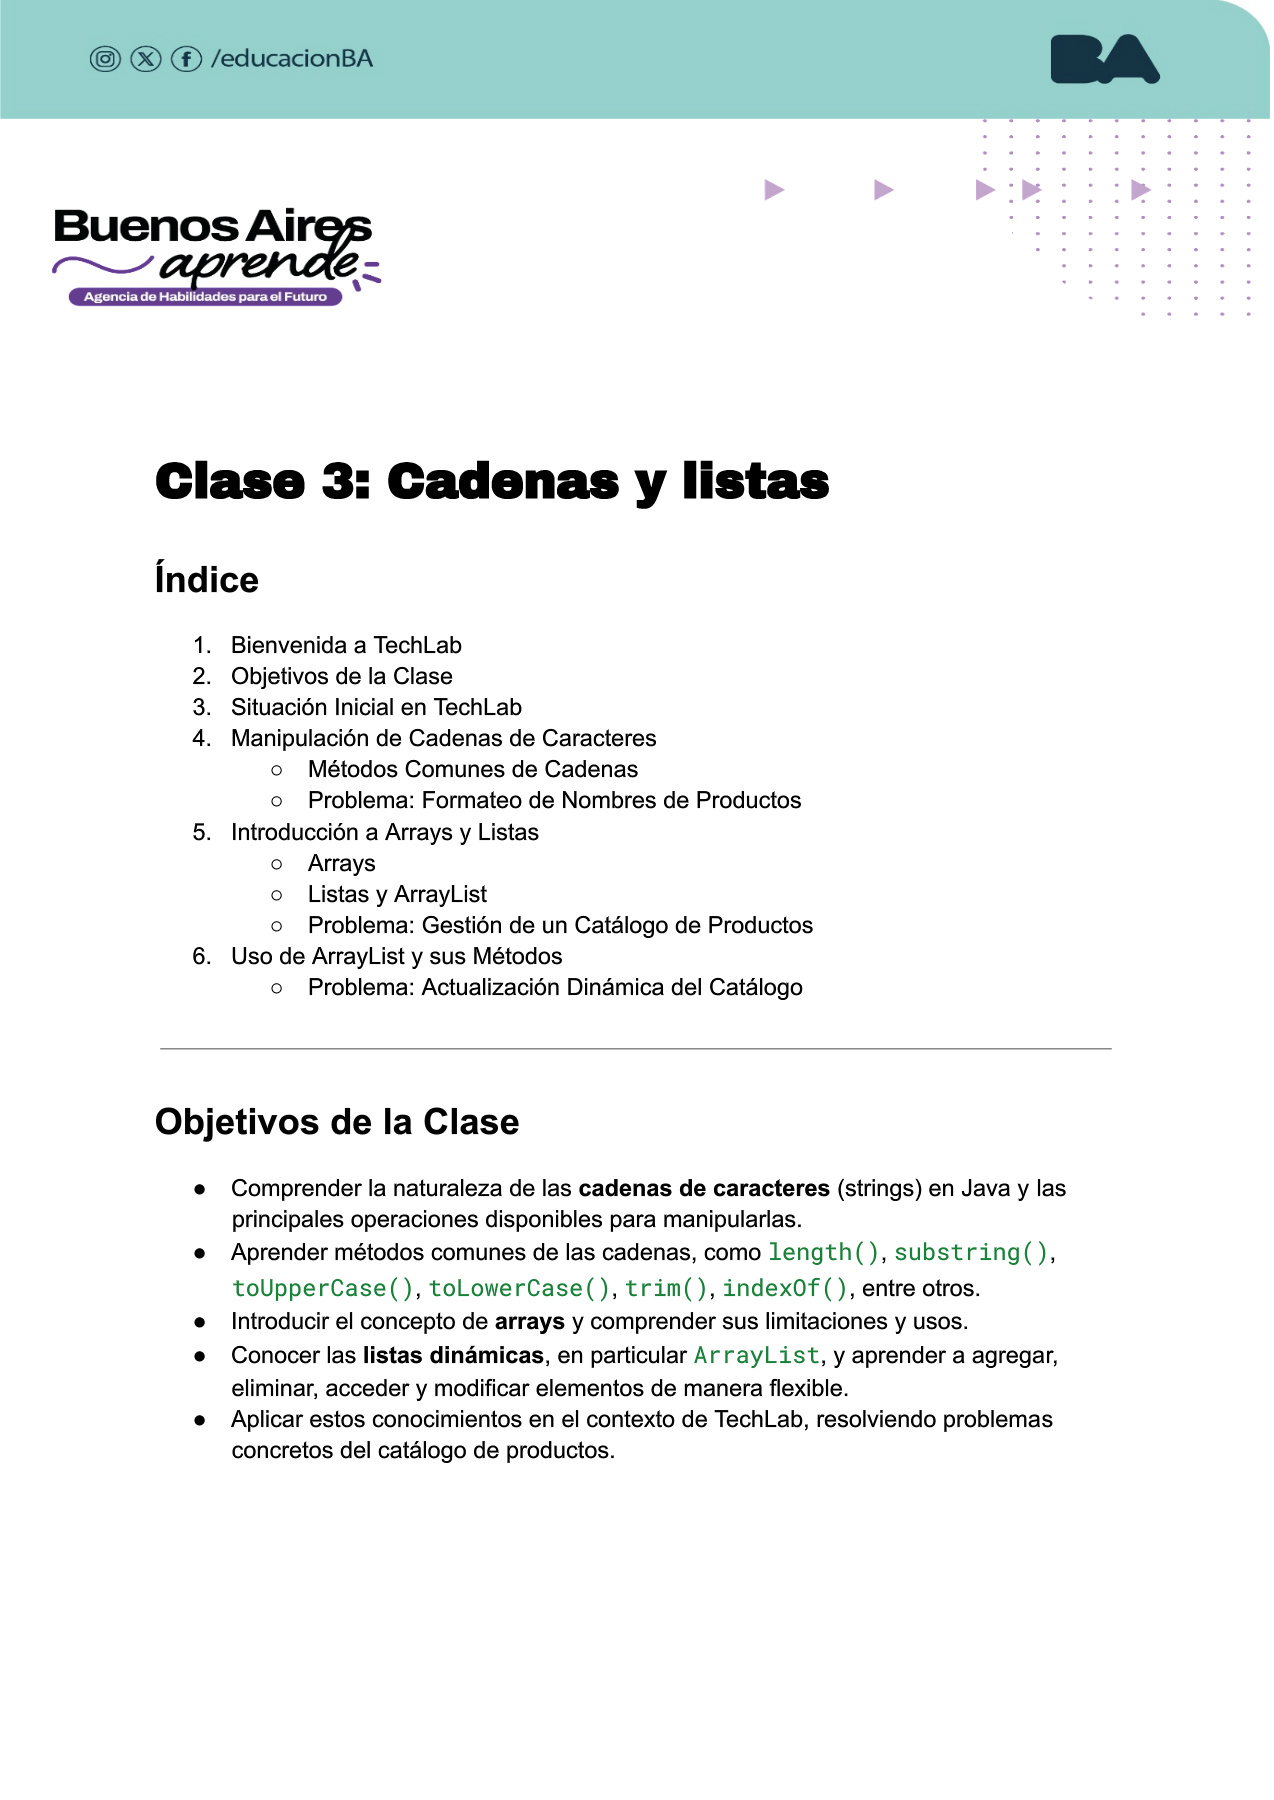 /educacionBA
BA
Buenos Aires
aprende
Agencia de Habilidades para el Futuro
Clase 3: Cadenas y listas
Índice
1. Bienvenida a TechLab
2. Objetivos de la Clase
3. Situación Inicial en TechLab
4. Manipulación de Cadenas de Caracteres
○ Métodos Comunes de Cadenas
○ Problema: Formateo de Nombres de Productos
5. Introducción a Arrays y Listas
○ Arrays
○ Listas y ArrayList
○ Problema: Gestión de un Catálogo de Productos
6. Uso de ArrayList y sus Métodos
○ Problema: Actualización Dinámica del Catálogo
Objetivos de la Clase
● Comprender la naturaleza de las cadenas de caracteres (strings) en Java y las
principales operaciones disponibles para manipularlas.
● Aprender métodos comunes de las cadenas, como length(), substring(),
toUpperCase(), toLowerCase(), trim(), indexOf(), entre otros.
● Introducir el concepto de arrays y comprender sus limitaciones y usos.
● Conocer las listas dinámicas, en particular ArrayList, y aprender a agregar,
eliminar, acceder y modificar elementos de manera flexible.
● Aplicar estos conocimientos en el contexto de TechLab, resolviendo problemas
concretos del catálogo de productos.